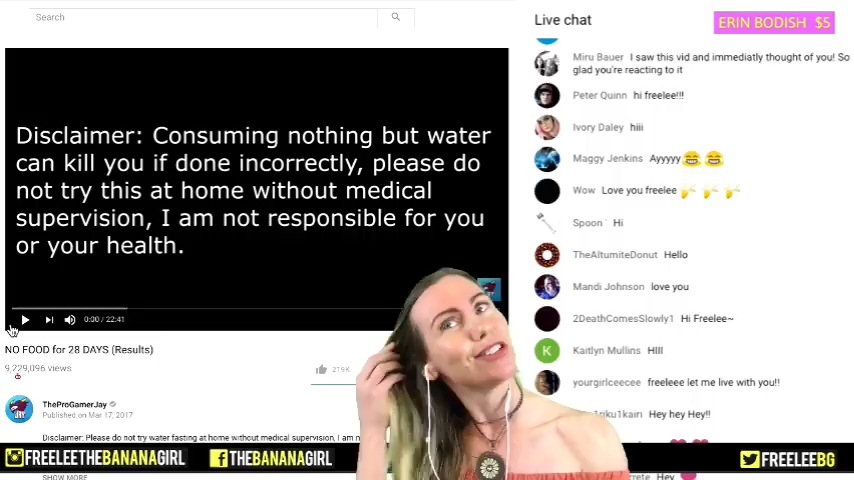 Search
Live chat
ERIN BODISH $5
Disclaimer: Consuming nothing but water
can kill you if done incorrectly, please do
not try this at home without medical
supervision, I am not responsible for you
or your health.
0:00 / 22:41
NO FOOD for 28 DAYS (Results)
9,229,096 views
219K
TheProGamerJay
Published on Mar 17, 2017
Disclaimer: Please do not try water fasting at home without medical supervision, I am
SHOW MORE
Miru Bauer I saw this vid and immediatly thought of you! So
glad you're reacting to it
Peter Quinn hi freelee!!!
Ivory Daley hiii
Maggy Jenkins Ayyyyy😂😂
Wow Love you freelee🍌🍌🍌
Spoon Hi
TheAltumiteDonut Hello
Mandi Johnson love you
2DeathComesSlowly1 Hi Freelee~
K
Kaitlyn Mullins HIII
yourgirlceecee freeleee let me live with you!!
Hey hey Hey!!
Hey
FREELEETHEBANANAGIRL
THEBANANAGIRL
FREELEEBG